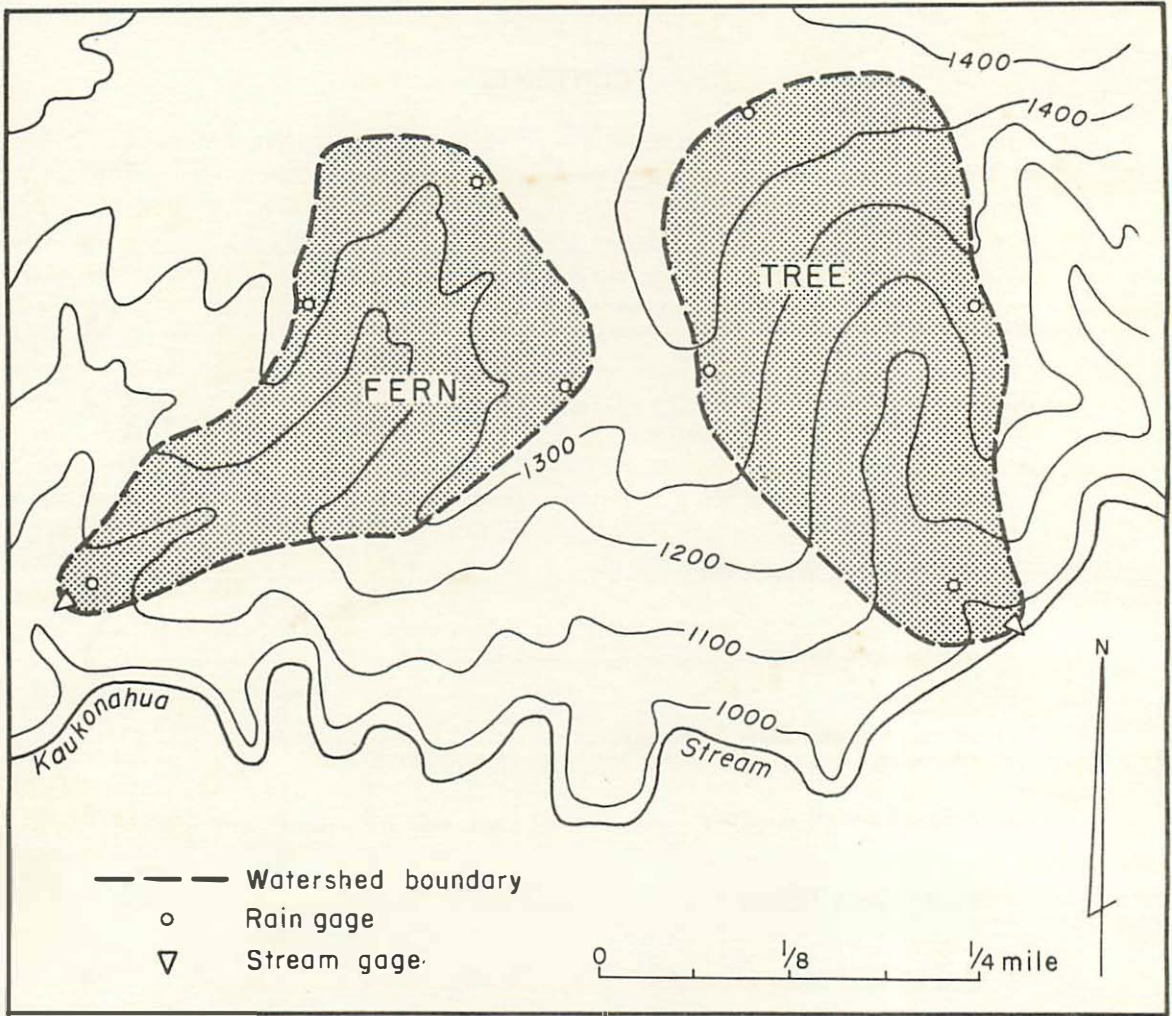 1400
1400
TREE
FERN
1300
1200
1100
N
1000
Kaukonahua
Stream
Watershed boundary
Rain gage
Stream gage
0 1/8 1/4 mile